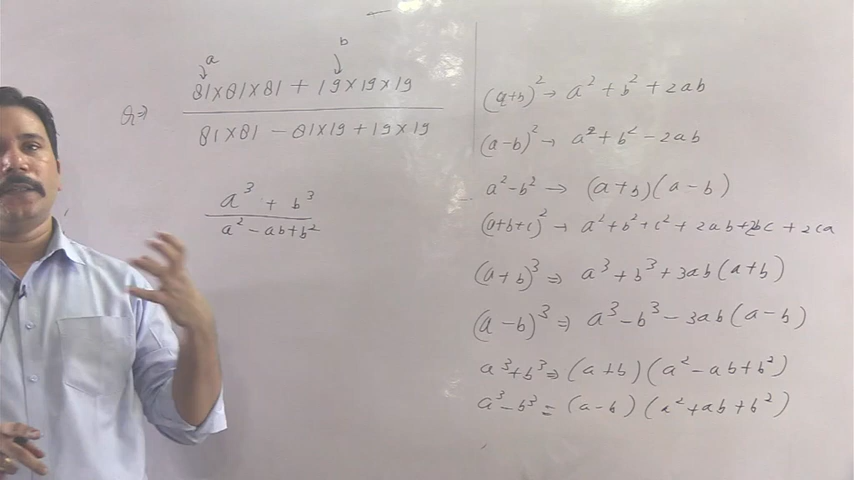 a b
Q⇒ 81×81×81 + 19×19×19
81×81 − 81×19 + 19×19
a³ + b³
a² − ab + b²
(a+b)² → a² + b² + 2ab
(a−b)² → a² + b² − 2ab
a² − b² → (a+b)(a−b)
(a+b+c)² → a² + b² + c² + 2ab + 2bc + 2ca
(a+b)³ ⇒ a³ + b³ + 3ab(a+b)
(a−b)³ ⇒ a³ − b³ − 3ab(a−b)
a³+b³ ⇒ (a+b)(a² − ab + b²)
a³−b³ = (a−b)(a² + ab + b²)